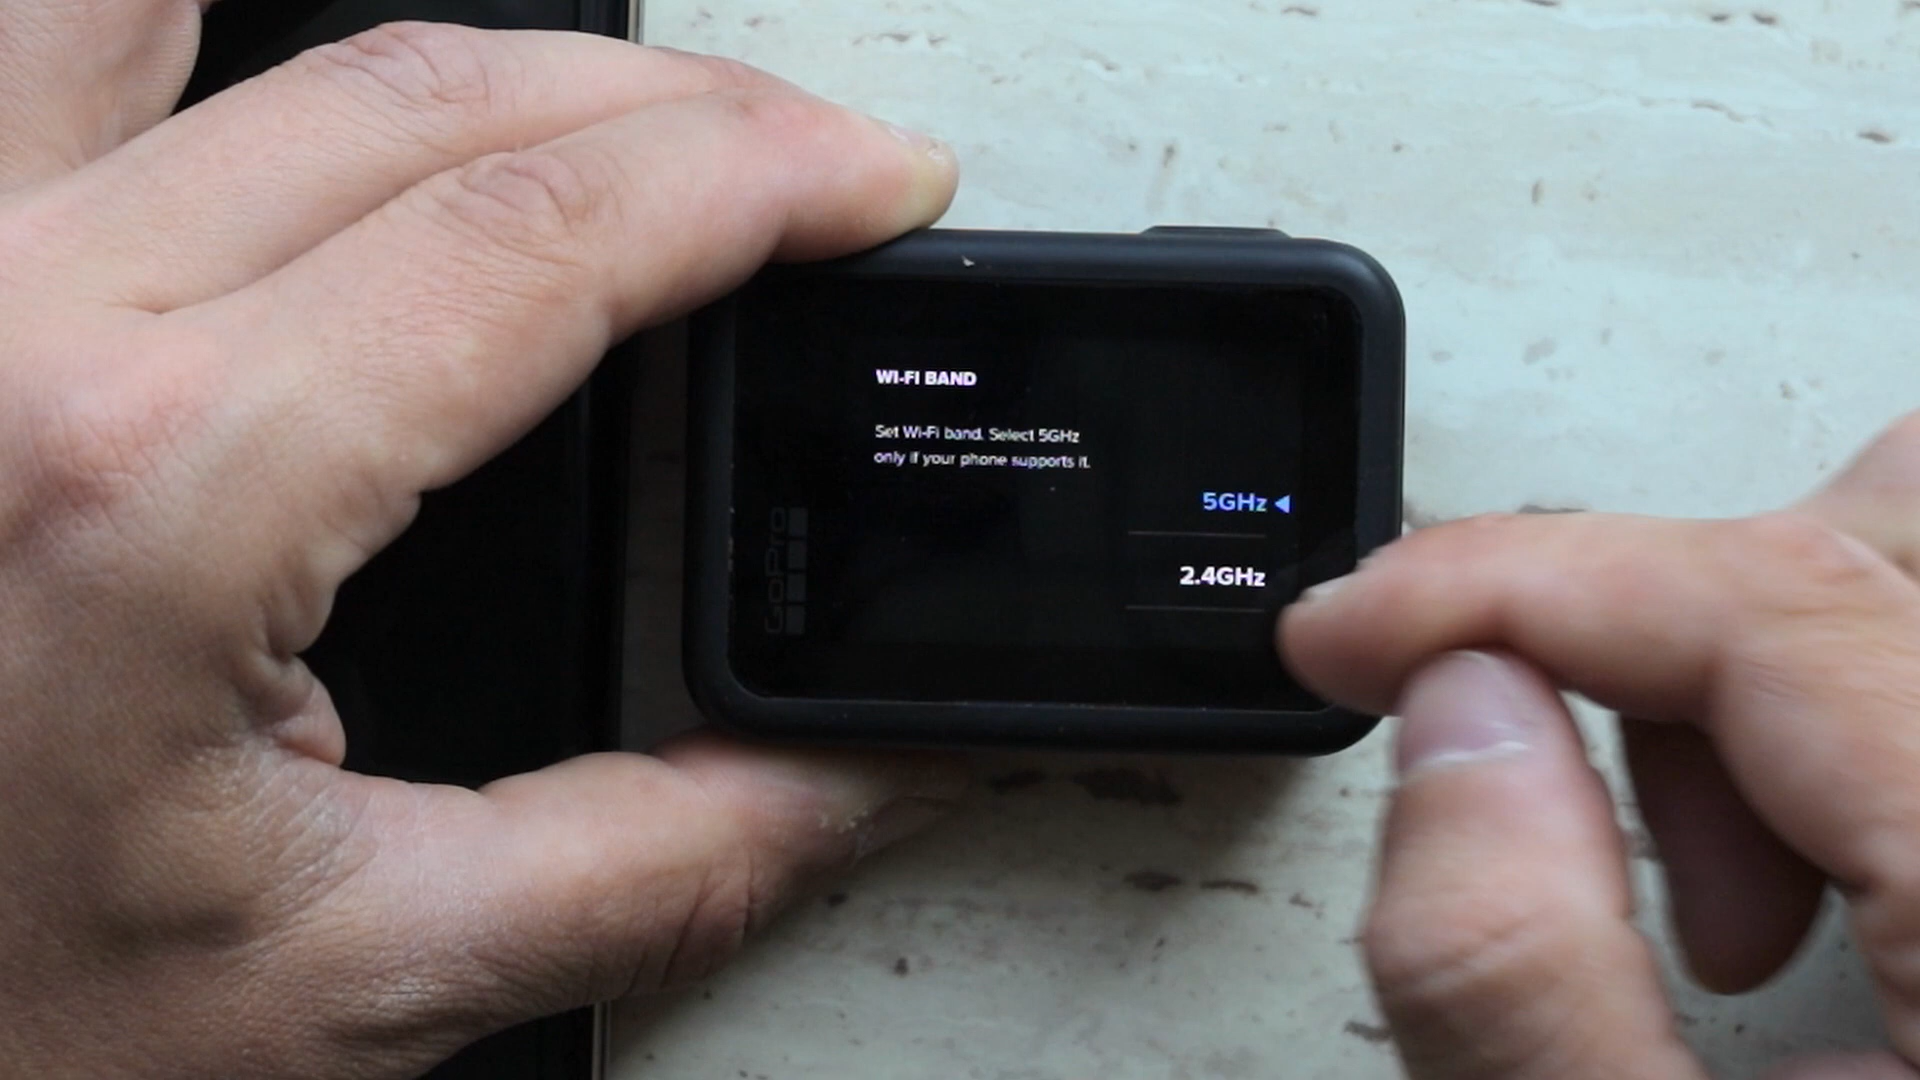 WI-FI BAND
Set Wi-Fi band. Select 5GHz
only if your phone supports it.
5GHz
2.4GHz
GoPro